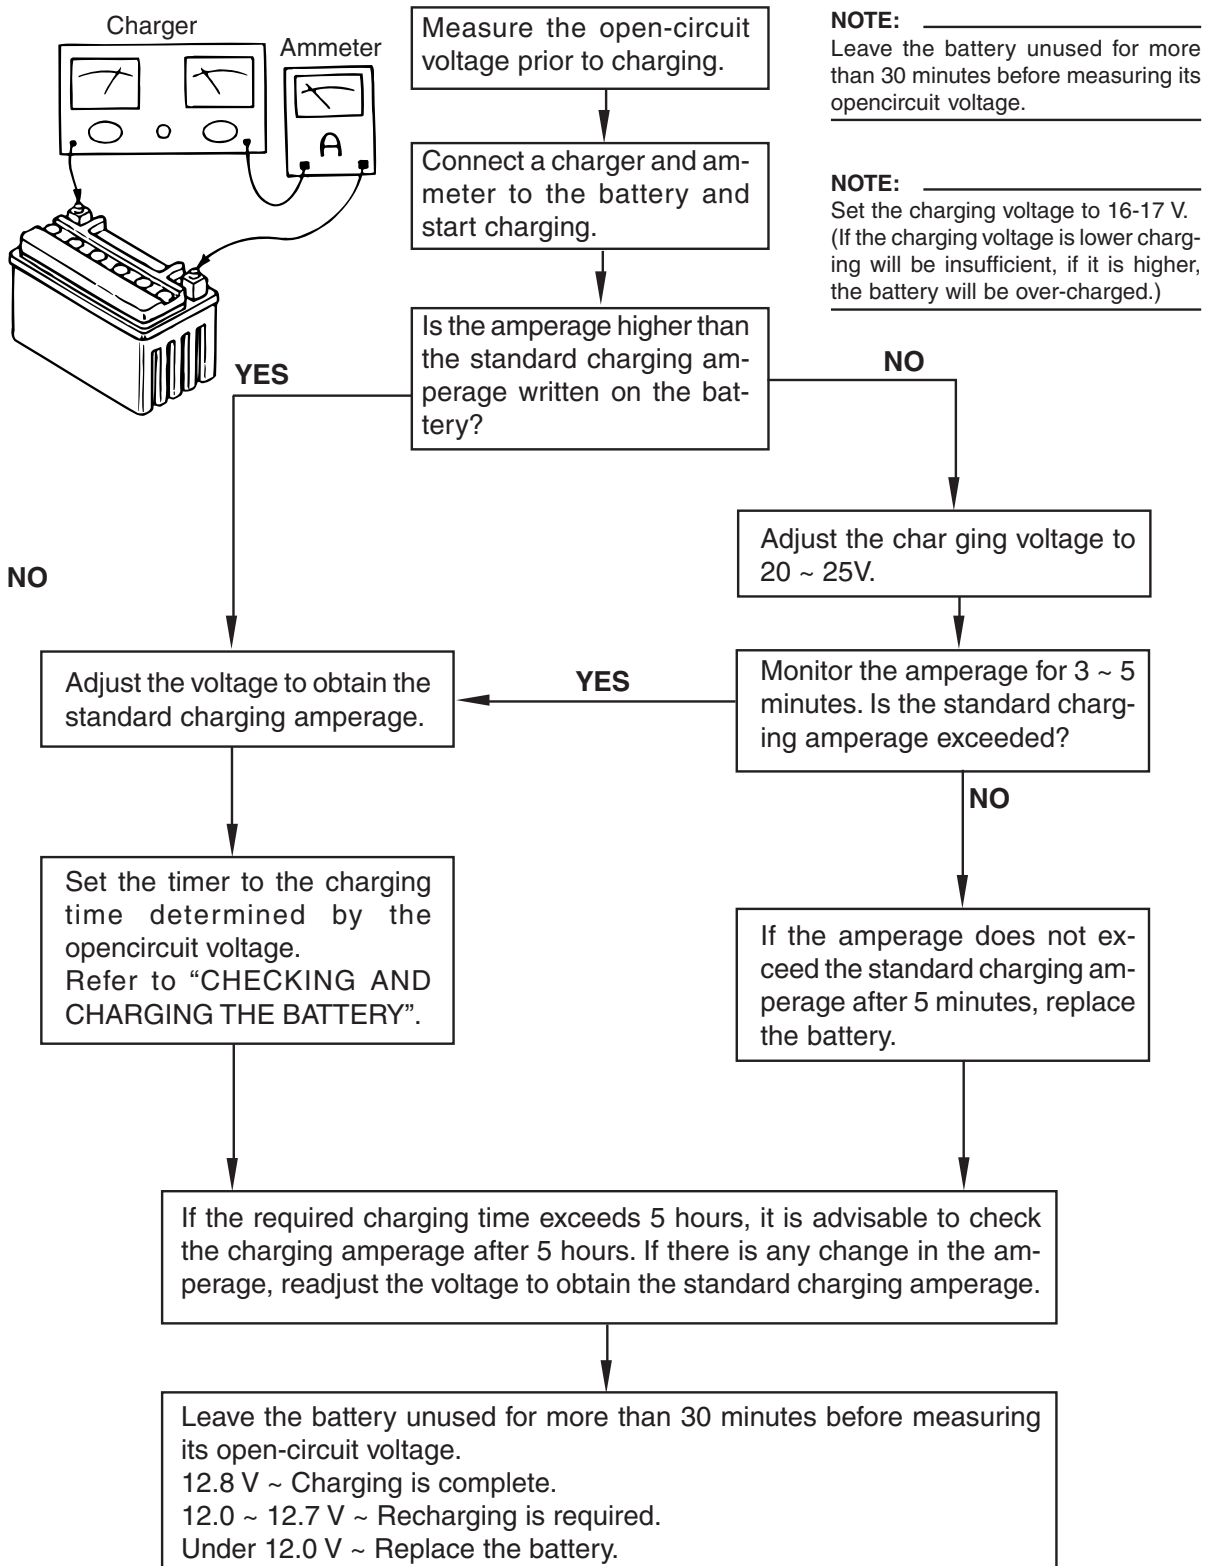 Charger
Ammeter
Measure the open-circuit
voltage prior to charging.
NOTE:
Leave the battery unused for more
than 30 minutes before measuring its
opencircuit voltage.
Connect a charger and am-
meter to the battery and
start charging.
NOTE:
Set the charging voltage to 16-17 V.
(If the charging voltage is lower charg-
ing will be insufficient, if it is higher,
the battery will be over-charged.)
A
Is the amperage higher than
the standard charging am-
perage written on the bat-
tery?
YES
NO
Adjust the char ging voltage to
20 ~ 25V.
NO
Adjust the voltage to obtain the
standard charging amperage.
YES
Monitor the amperage for 3 ~ 5
minutes. Is the standard charg-
ing amperage exceeded?
NO
Set the timer to the charging
time determined by the
opencircuit voltage.
Refer to “CHECKING AND
CHARGING THE BATTERY”.
If the amperage does not ex-
ceed the standard charging am-
perage after 5 minutes, replace
the battery.
If the required charging time exceeds 5 hours, it is advisable to check
the charging amperage after 5 hours. If there is any change in the am-
perage, readjust the voltage to obtain the standard charging amperage.
Leave the battery unused for more than 30 minutes before measuring
its open-circuit voltage.
12.8 V ~ Charging is complete.
12.0 ~ 12.7 V ~ Recharging is required.
Under 12.0 V ~ Replace the battery.